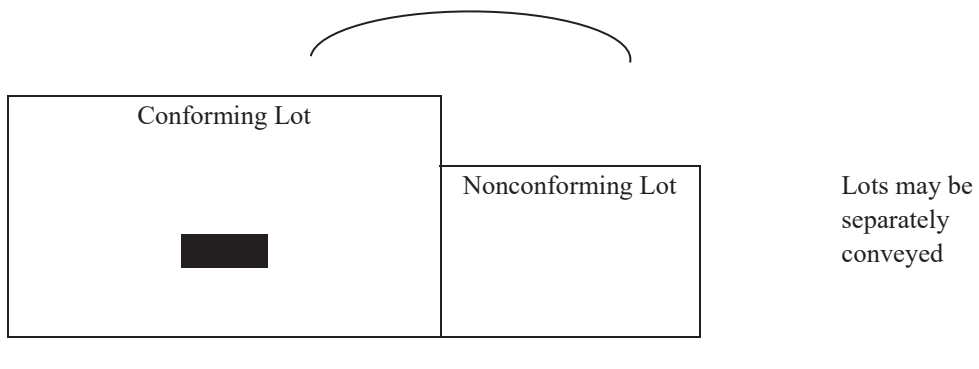 Conforming Lot
Nonconforming Lot
Lots may be
separately
conveyed